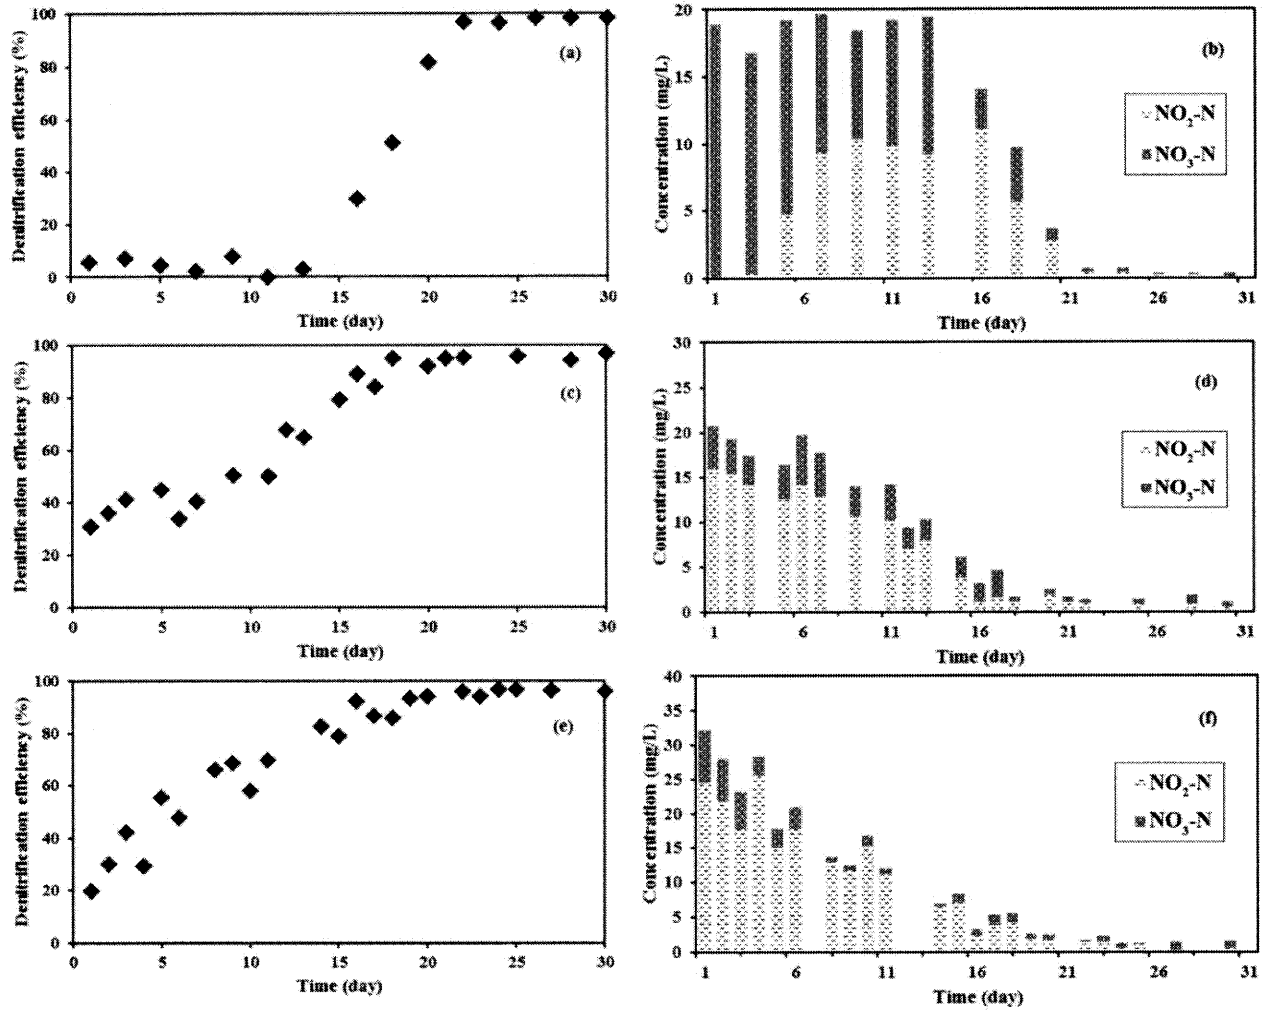 100
80
60
40
20
0
Denitrification efficiency (%)
(a)
0 5 10 15 20 25 30
Time (day)
20
15
10
5
0
Concentration (mg/L)
(b)
NO2-N
NO3-N
1 6 11 16 21 26 31
Time (day)
100
80
60
40
20
0
Denitrification efficiency (%)
(c)
0 5 10 15 20 25 30
Time (day)
30
25
20
15
10
5
0
Concentration (mg/L)
(d)
NO2-N
NO3-N
1 6 11 16 21 26 31
Time (day)
100
80
60
40
20
0
Denitrification efficiency (%)
(e)
0 5 10 15 20 25 30
Time (day)
40
35
30
25
20
15
10
5
0
Concentration (mg/L)
(f)
NO2-N
NO3-N
1 6 11 16 21 26 31
Time (day)